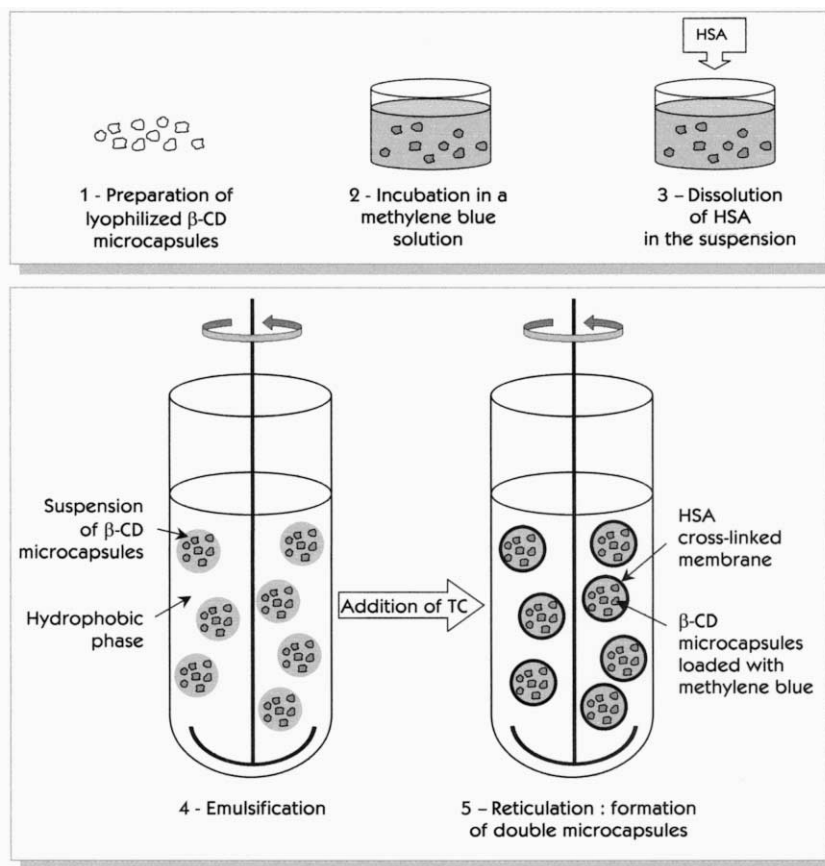 HSA
1 - Preparation of
lyophilized β-CD
microcapsules
2 - Incubation in a
methylene blue
solution
3 – Dissolution
of HSA
in the suspension
Suspension
of β-CD
microcapsules
Hydrophobic
phase
Addition of TC
HSA
cross-linked
membrane
β-CD
microcapsules
loaded with
methylene blue
4 - Emulsification
5 – Reticulation : formation
of double microcapsules